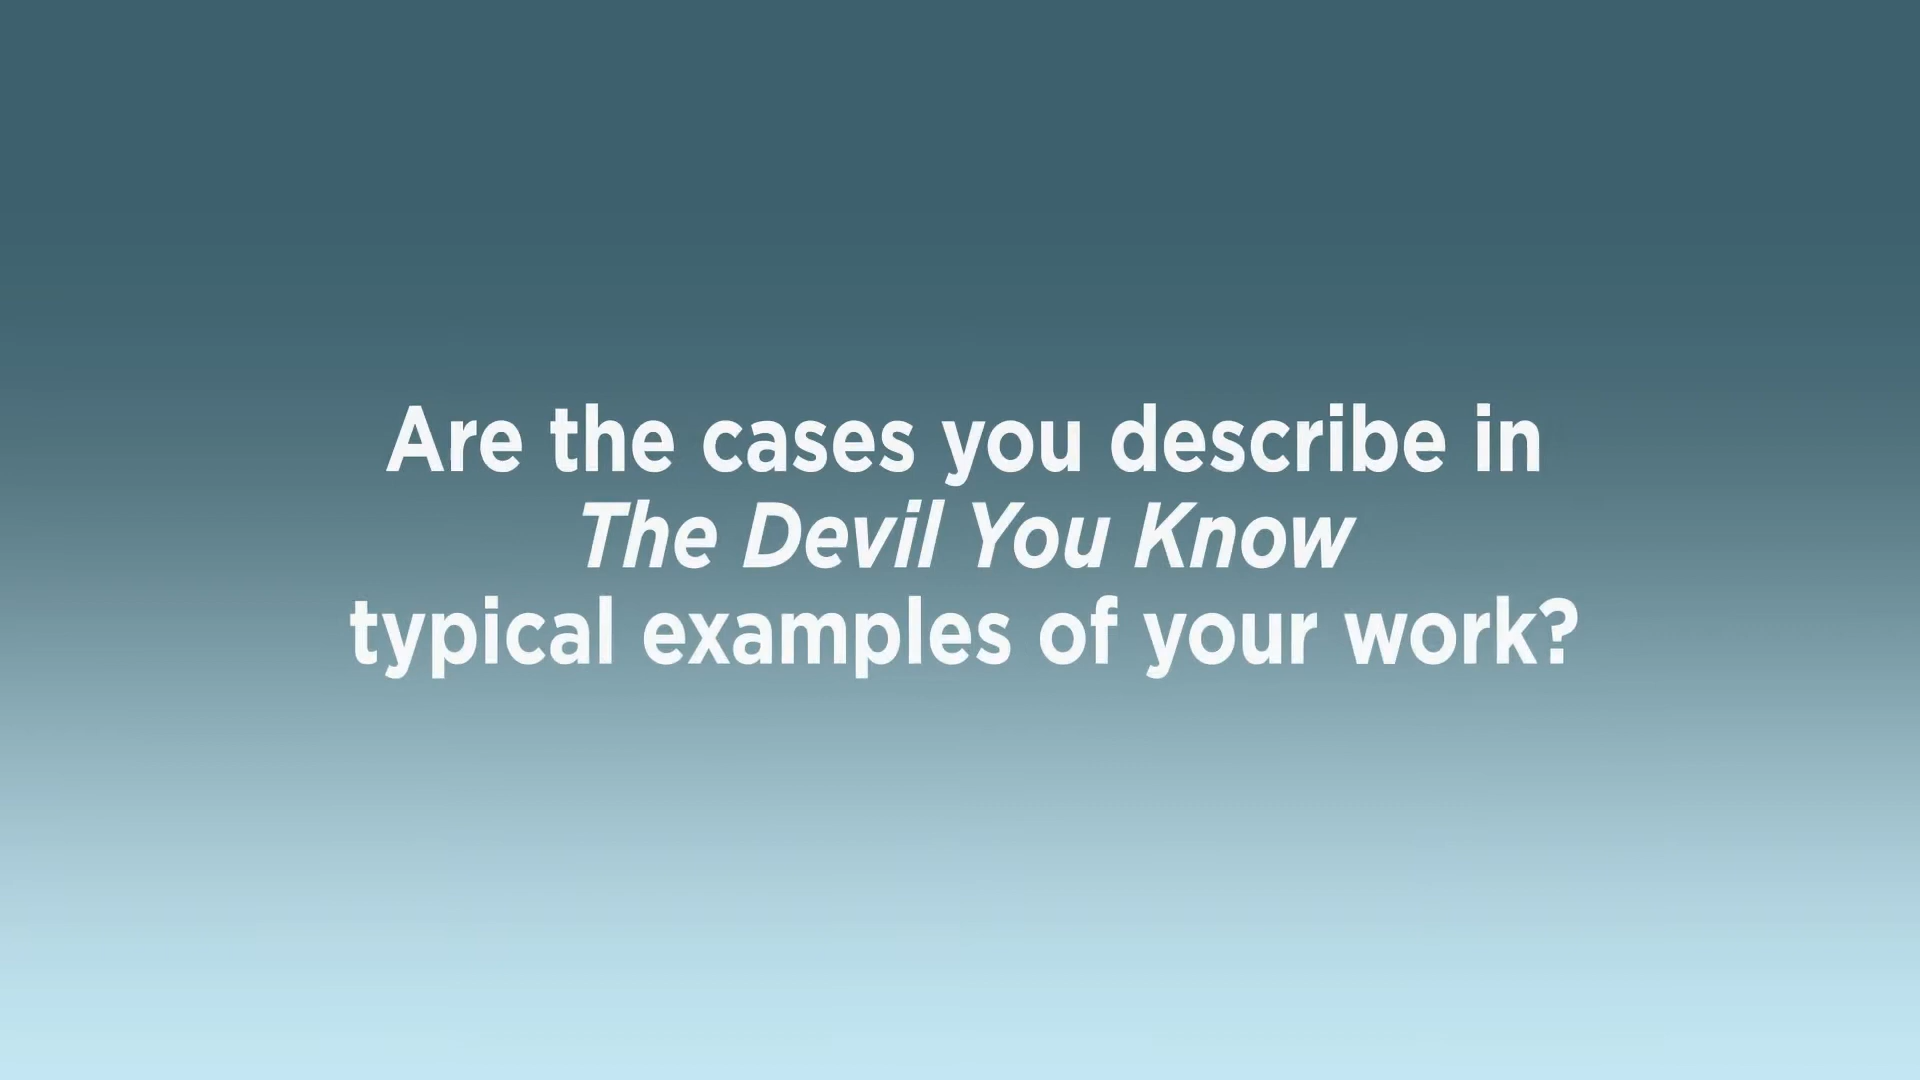 Are the cases you describe in
The Devil You Know
typical examples of your work?